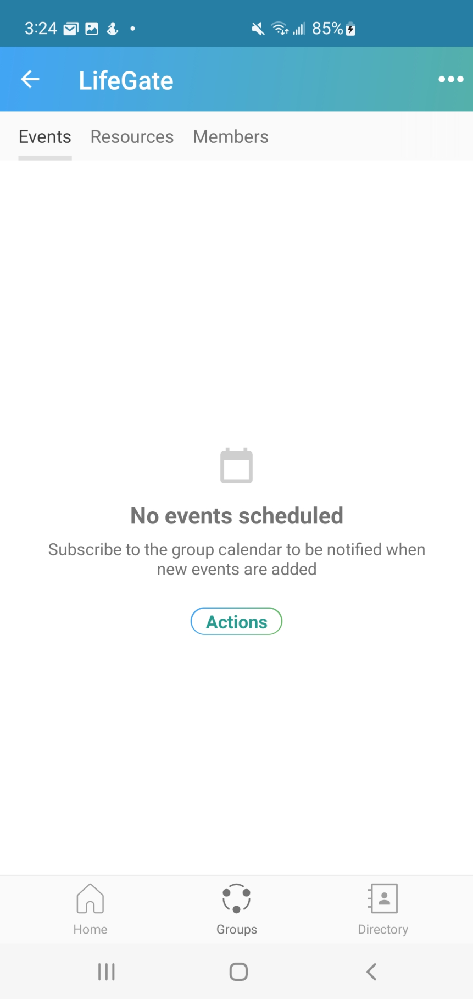 3:24
85%
LifeGate
Events Resources Members
No events scheduled
Subscribe to the group calendar to be notified when
new events are added
Actions
Home Groups Directory